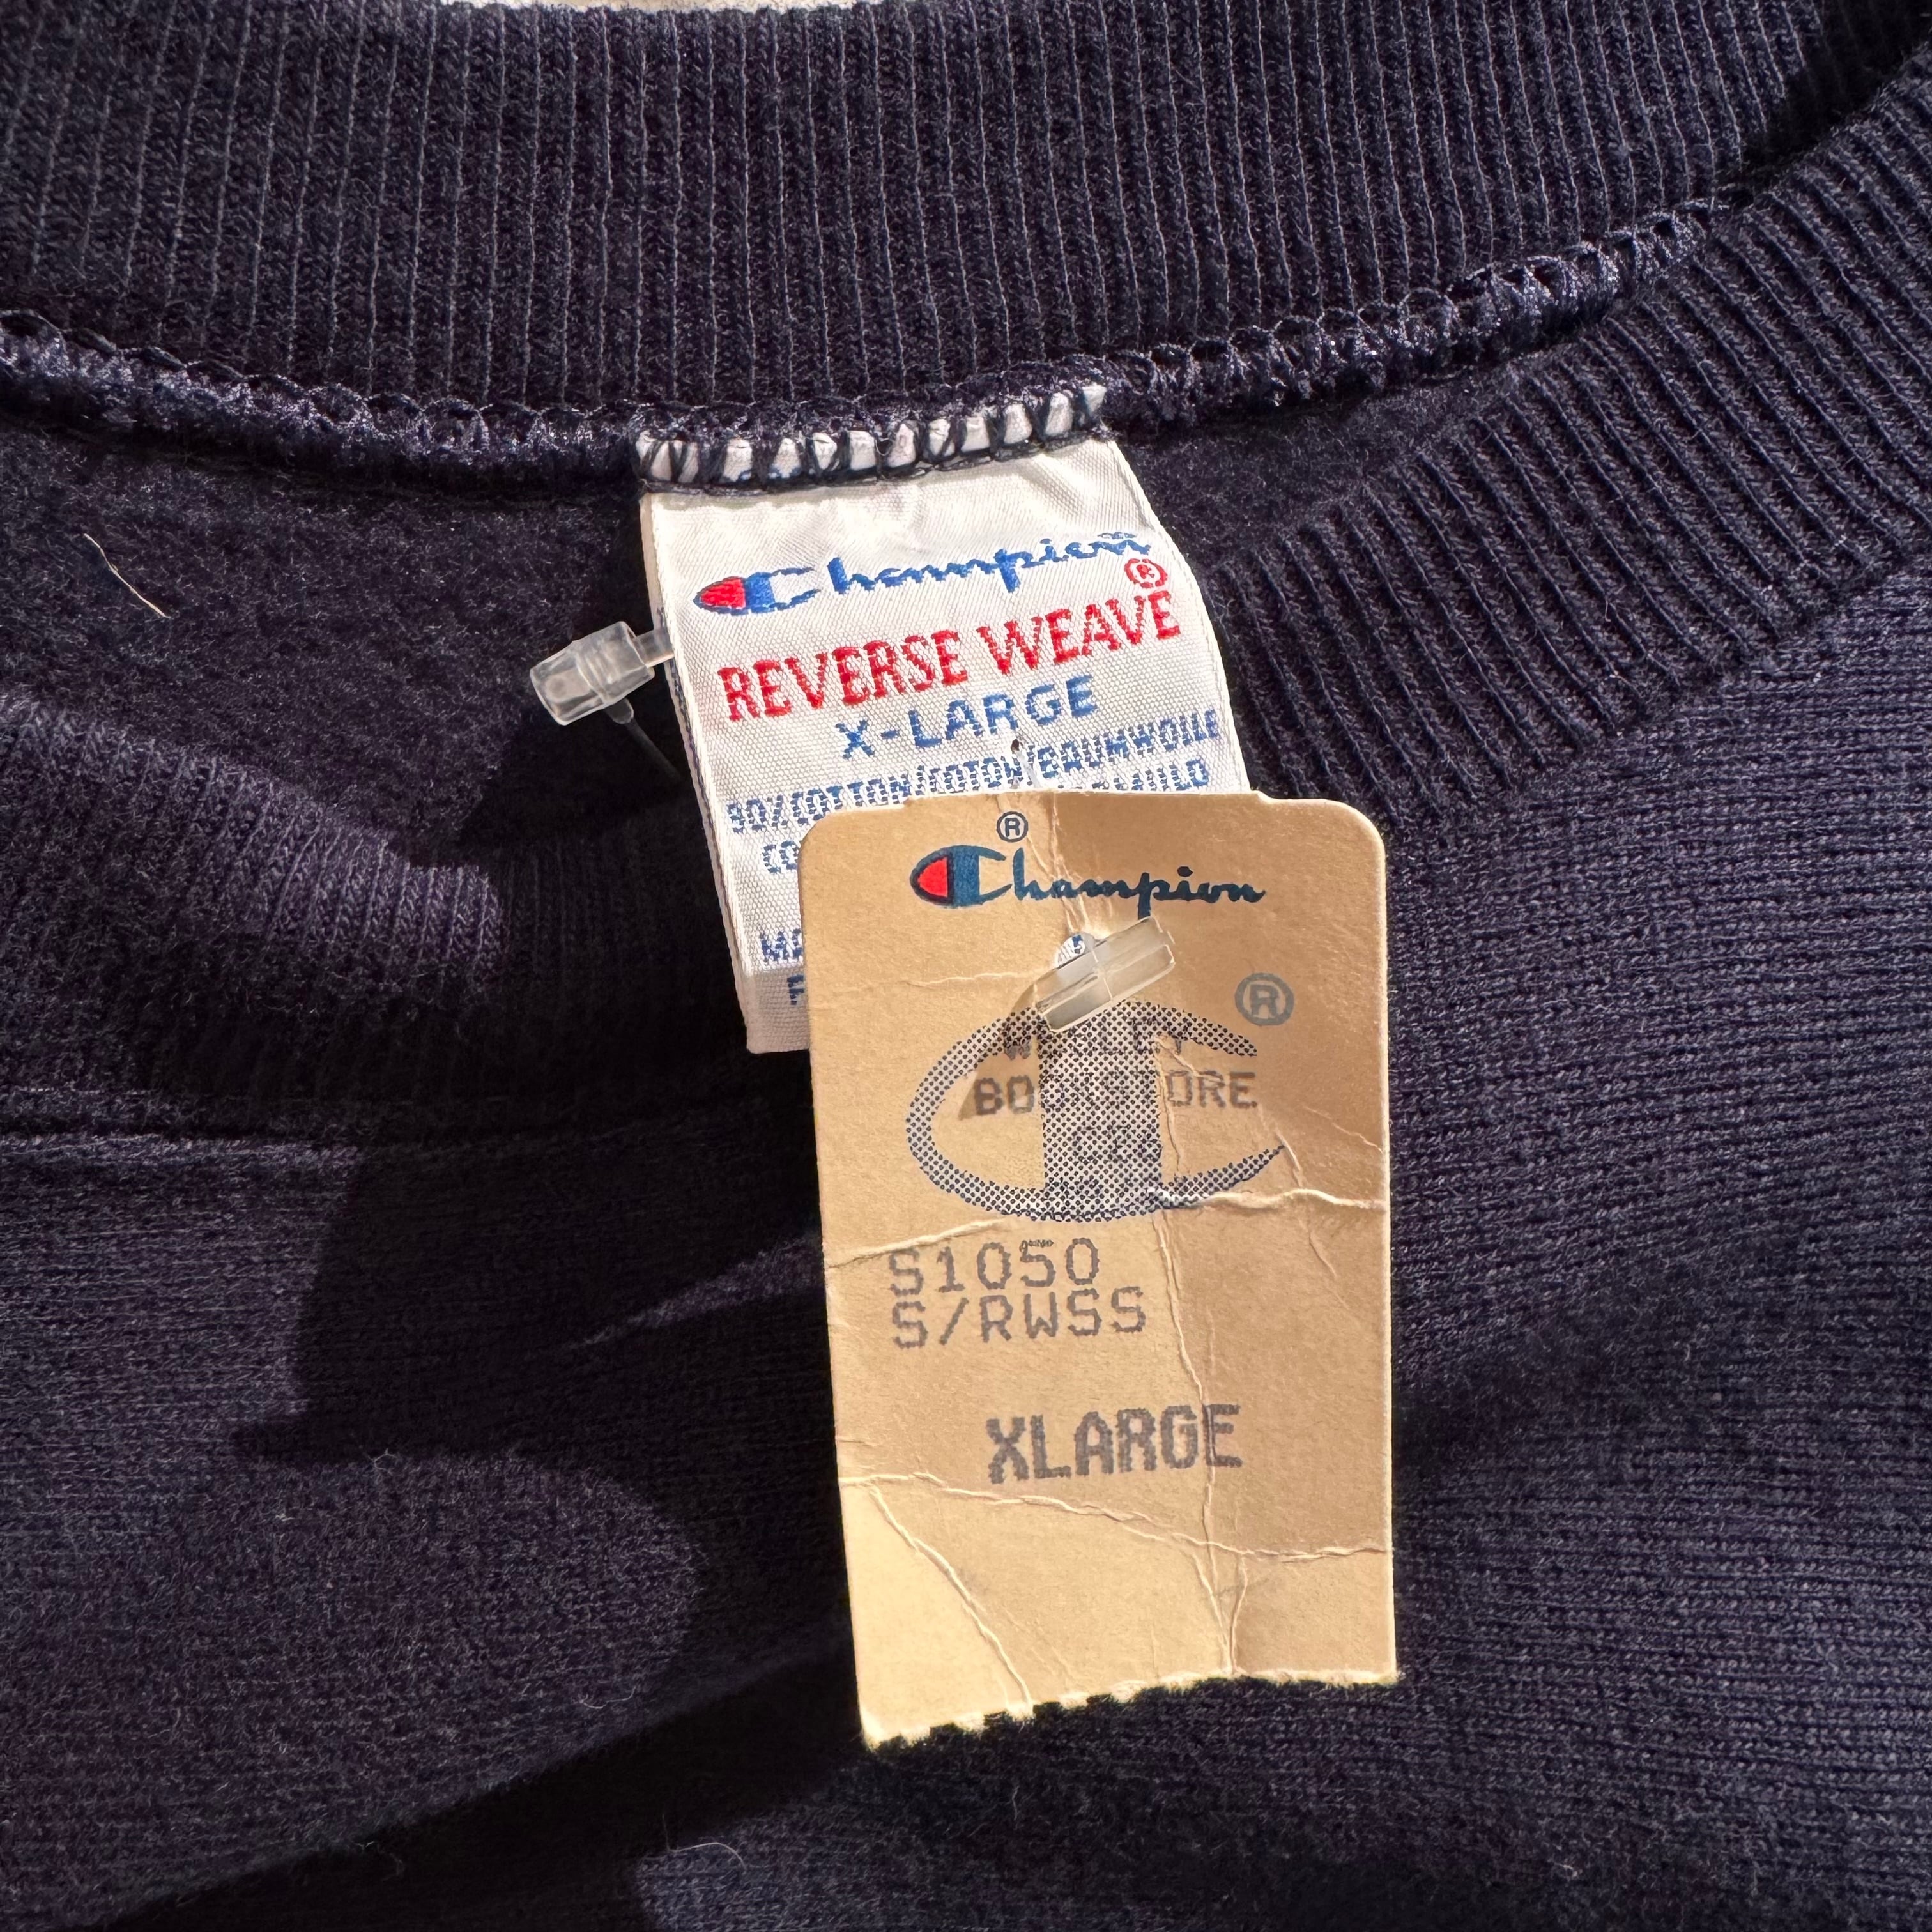 Champion
®
REVERSE WEAVE
X-LARGE
90%COTTON/COTON/BAUMWOLLE
®
Champion
®
BOOKSTORE
S1050
S/RWSS
XLARGE